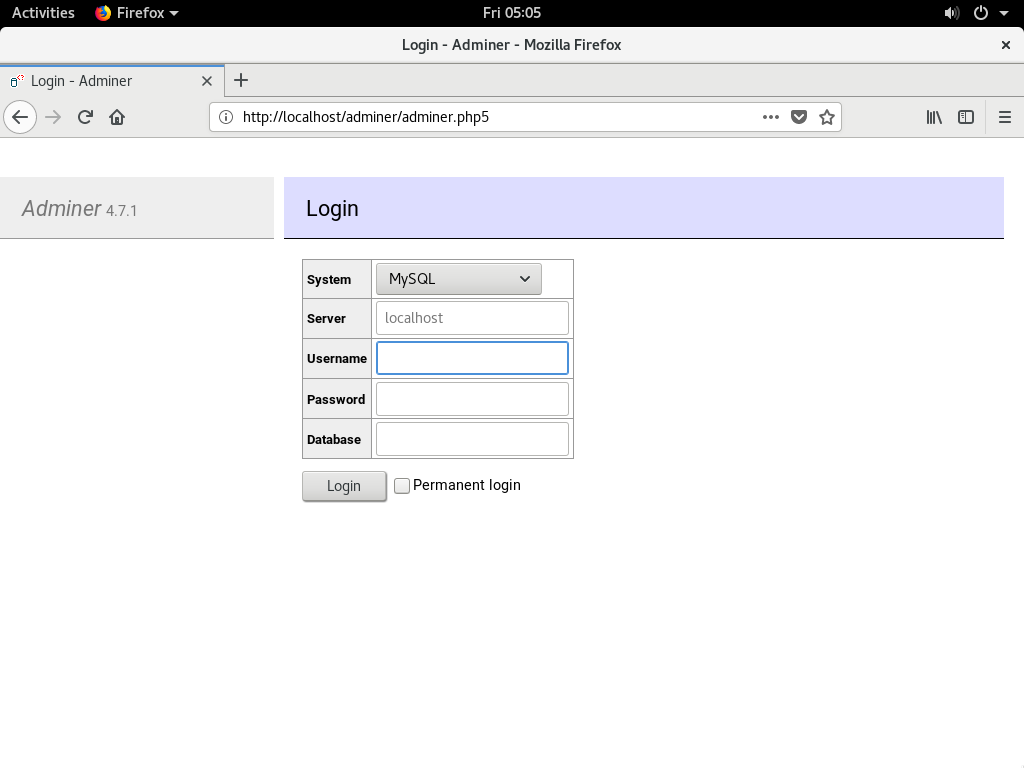 Activities Firefox Fri 05:05
Login - Adminer - Mozilla Firefox
Login - Adminer
http://localhost/adminer/adminer.php5
Adminer 4.7.1
Login
System MySQL
Server localhost
Username
Password
Database
Login Permanent login